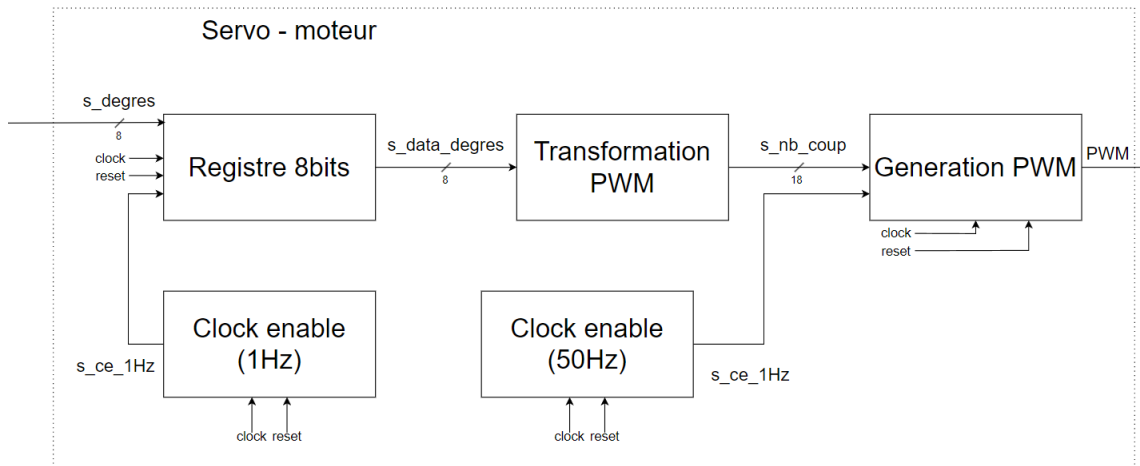 Servo - moteur
s_degres
8
clock
reset
Registre 8bits
s_data_degres
8
Transformation
PWM
s_nb_coup
18
Generation PWM
PWM
clock
reset
Clock enable
(1Hz)
s_ce_1Hz
clock reset
Clock enable
(50Hz)
s_ce_1Hz
clock reset